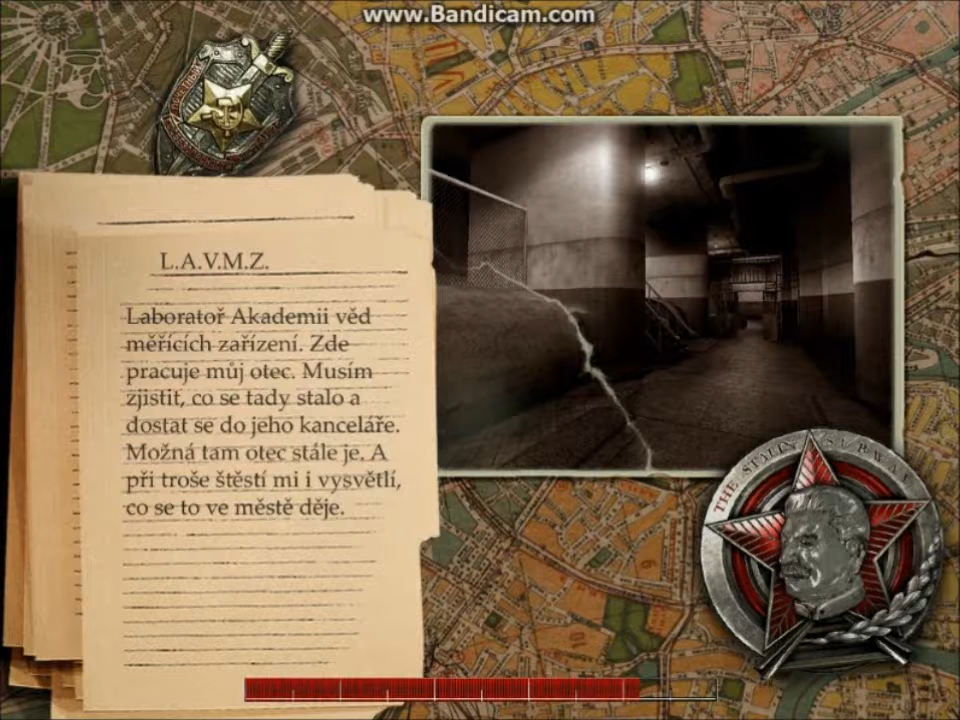 www.Bandicam.com
L.A.V.M.Z.
Laboratoř Akademii věd
měřících zařízení. Zde
pracuje můj otec. Musím
zjistit, co se tady stalo a
dostat se do jeho kanceláře.
Možná tam otec stále je. A
při troše štěstí mi i vysvětlí,
co se to ve městě děje.
THE STALIN SUBWAY